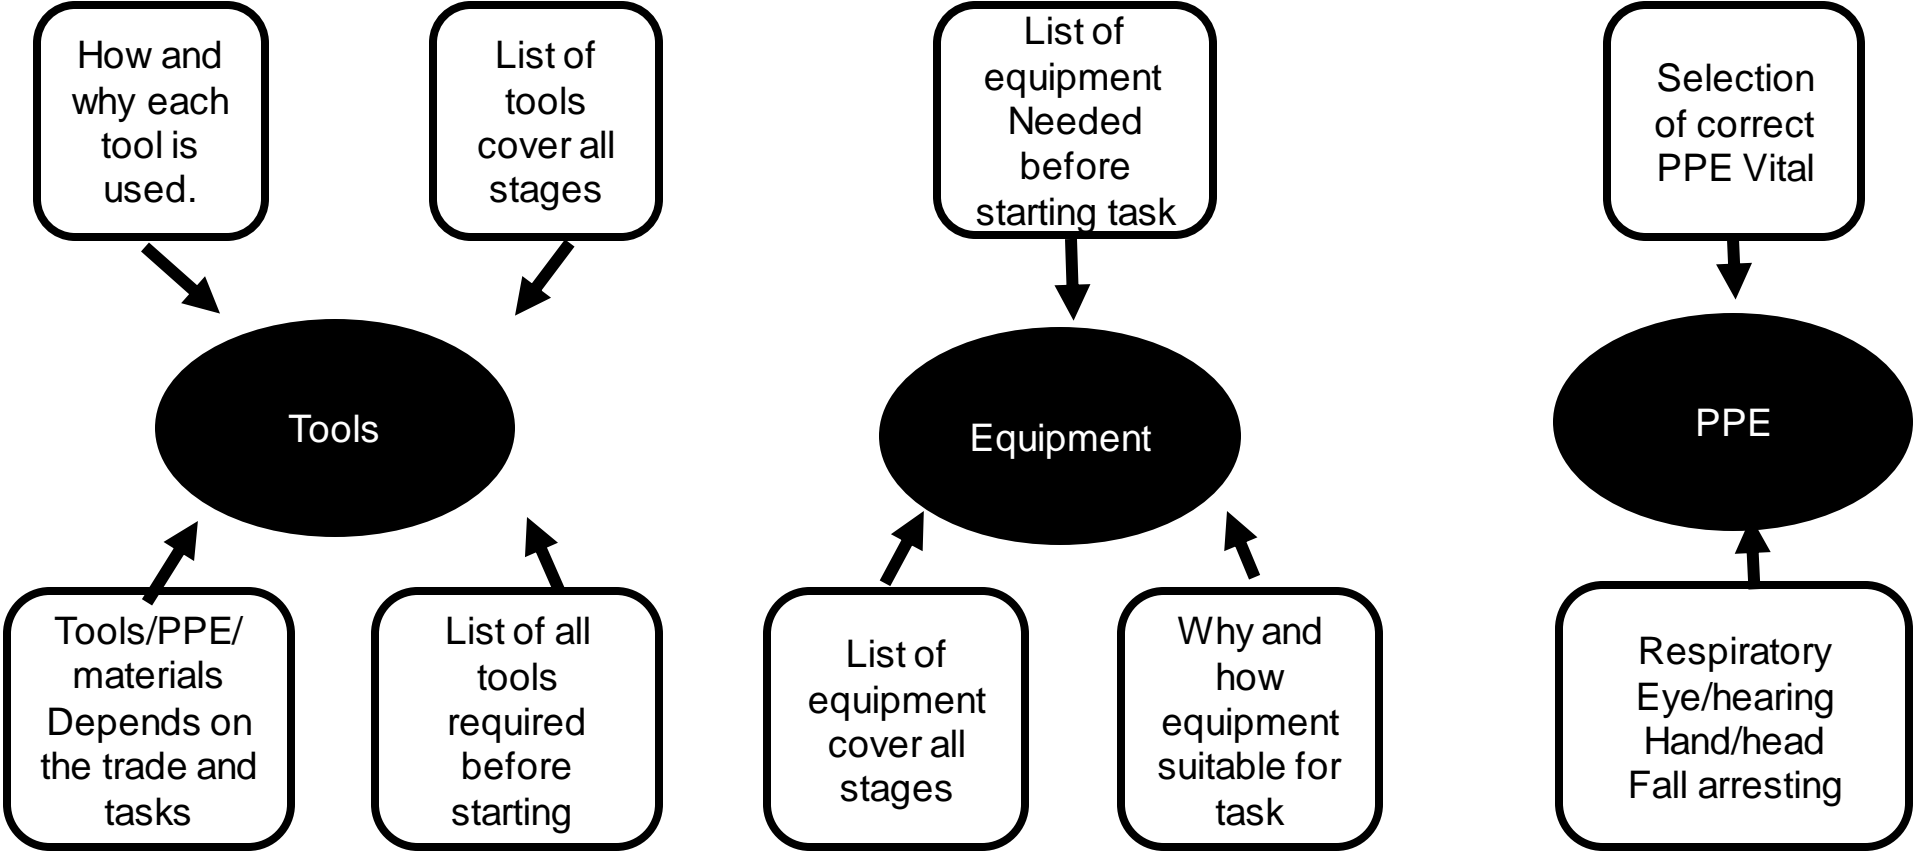 How and
why each
tool is
used.
List of
tools
cover all
stages
List of
equipment
Needed
before
starting task
Selection
of correct
PPE Vital
Tools
Equipment
PPE
Tools/PPE/
materials
Depends on
the trade and
tasks
List of all
tools
required
before
starting
List of
equipment
cover all
stages
Why and
how
equipment
suitable for
task
Respiratory
Eye/hearing
Hand/head
Fall arresting